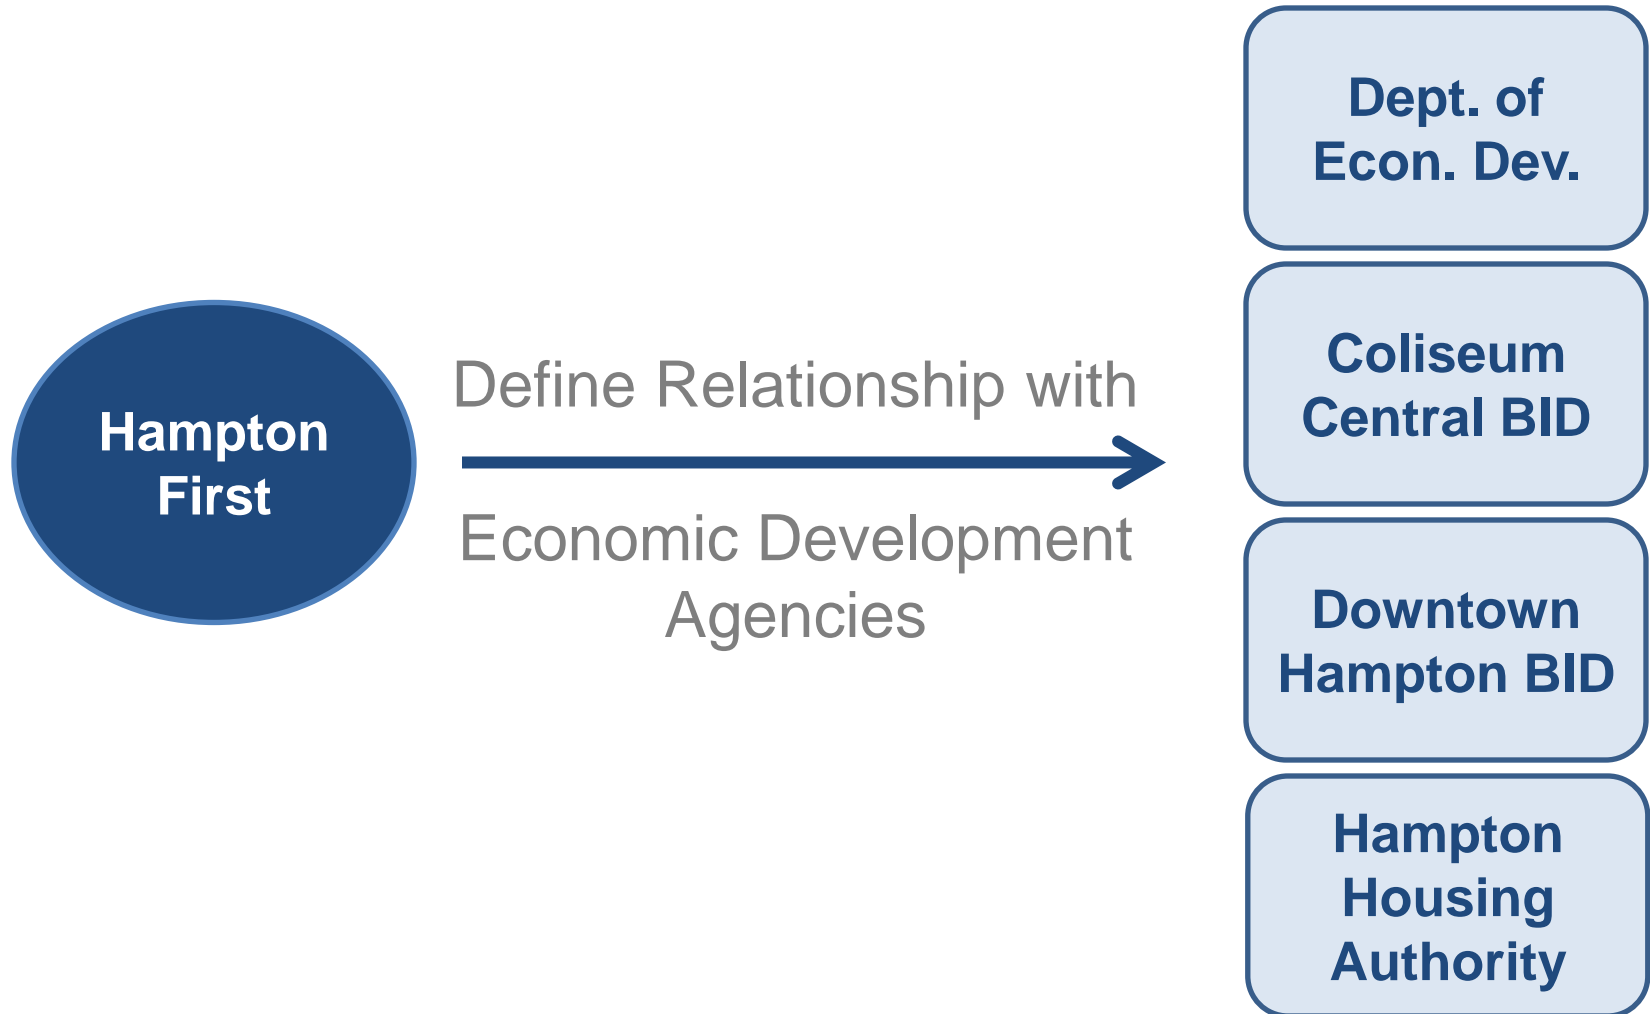 Hampton
First
Define Relationship with
Economic Development
Agencies
Dept. of
Econ. Dev.
Coliseum
Central BID
Downtown
Hampton BID
Hampton
Housing
Authority